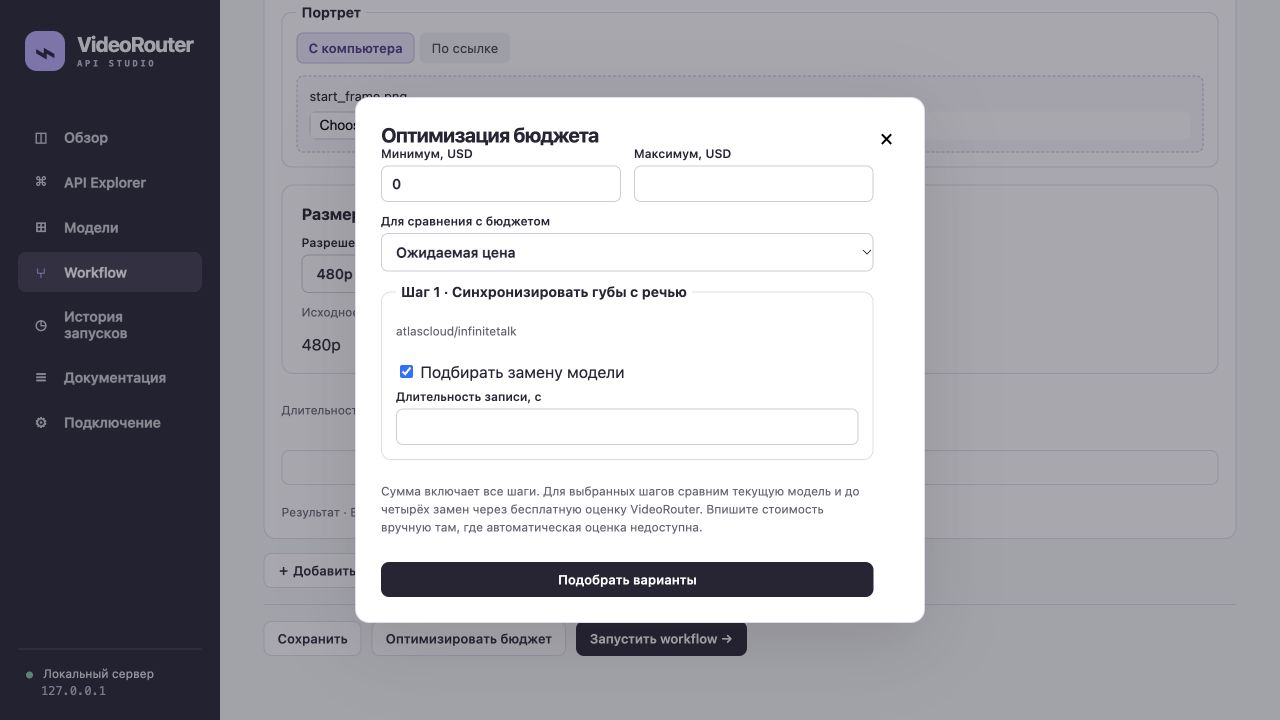 VideoRouter
API STUDIO
Обзор
API Explorer
Модели
Workflow
История
запусков
Документация
Подключение
Локальный сервер
127.0.0.1
Портрет
С компьютера
По ссылке
start_frame.png
Оптимизация бюджета
×
Минимум, USD
Максимум, USD
0
Для сравнения с бюджетом
Ожидаемая цена
Шаг 1 · Синхронизировать губы с речью
atlascloud/infinitetalk
Подбирать замену модели
Длительность записи, с
Сумма включает все шаги. Для выбранных шагов сравним текущую модель и до
четырёх замен через бесплатную оценку VideoRouter. Впишите стоимость
вручную там, где автоматическая оценка недоступна.
Подобрать варианты
480p
480p
+ Добавить
Сохранить
Оптимизировать бюджет
Запустить workflow →